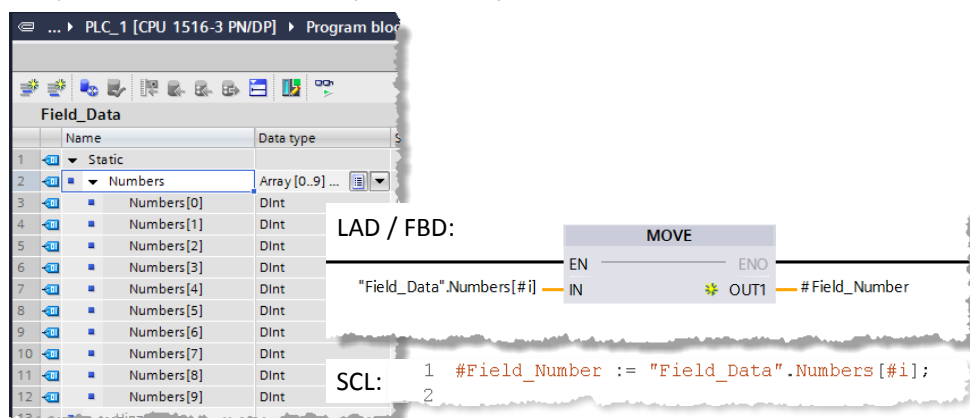 ... ▸ PLC_1 [CPU 1516-3 PN/DP] ▸ Program bloc
Field_Data
Name Data type S
1 Static
2 Numbers Array [0..9] ...
3 Numbers[0] DInt
4 Numbers[1] DInt
5 Numbers[2] DInt
6 Numbers[3] DInt
7 Numbers[4] DInt
8 Numbers[5] DInt
9 Numbers[6] DInt
10 Numbers[7] DInt
11 Numbers[8] DInt
12 Numbers[9] DInt
LAD / FBD:
MOVE
EN ENO
"Field_Data".Numbers[#i] IN OUT1 #Field_Number
SCL:
1 #Field_Number := "Field_Data".Numbers[#i];
2